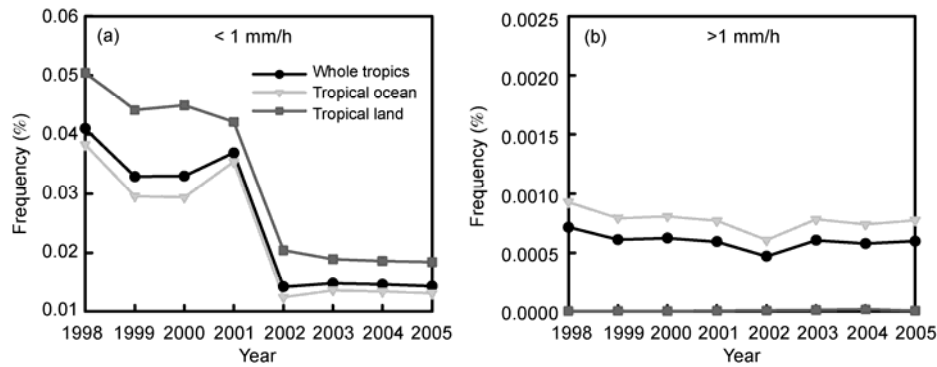 (a) < 1 mm/h
Whole tropics
Tropical ocean
Tropical land
Frequency (%)
0.06
0.05
0.04
0.03
0.02
0.01
1998 1999 2000 2001 2002 2003 2004 2005
Year
(b) >1 mm/h
Frequency (%)
0.0025
0.0020
0.0015
0.0010
0.0005
0.0000
1998 1999 2000 2001 2002 2003 2004 2005
Year